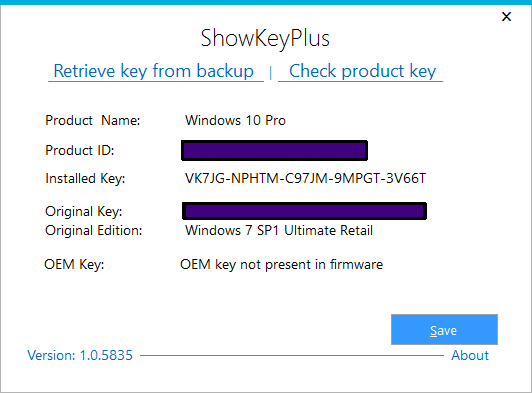 ShowKeyPlus
Retrieve key from backup | Check product key
Product Name: Windows 10 Pro
Product ID:
Installed Key: VK7JG-NPHTM-C97JM-9MPGT-3V66T
Original Key:
Original Edition: Windows 7 SP1 Ultimate Retail
OEM Key: OEM key not present in firmware
Save
Version: 1.0.5835 About